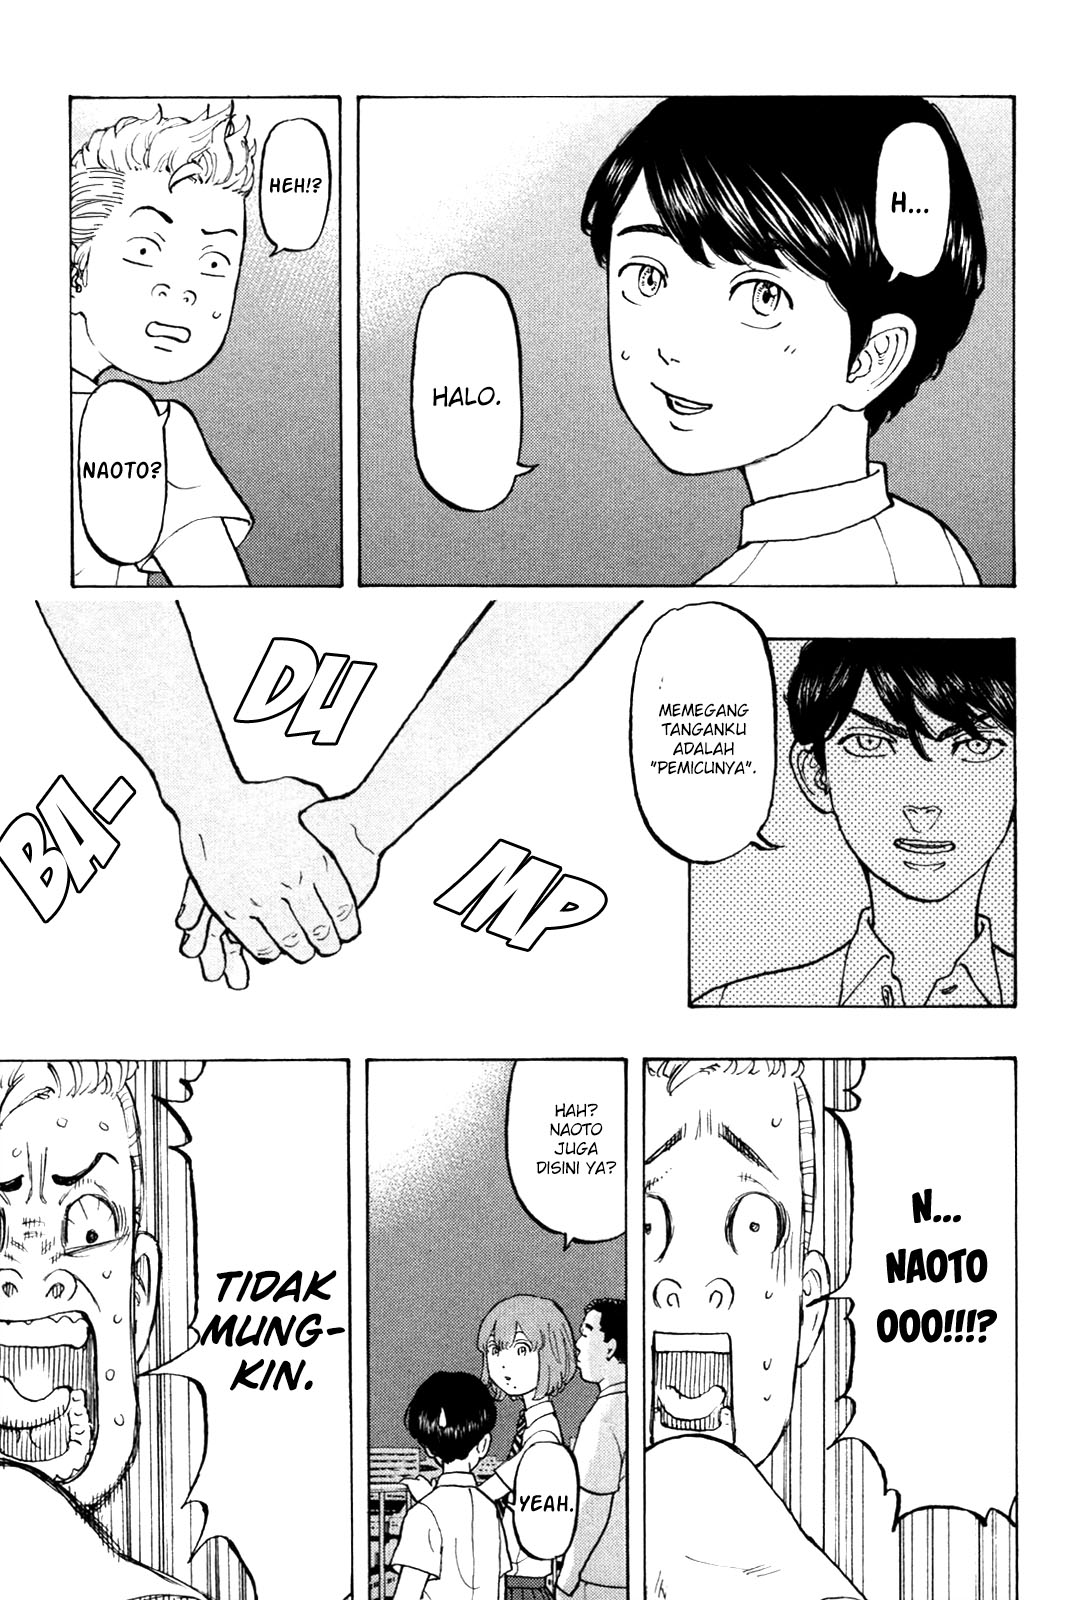 H...
HALO.
HEH!?
NAOTO?
MEMEGANG
TANGANKU
ADALAH
"PEMICUNYA".
BA-
DU
MP
N...
NAOTO
OOO!!!?
HAH?
NAOTO
JUGA
DISINI YA?
YEAH.
TIDAK
MUNG-
KIN.